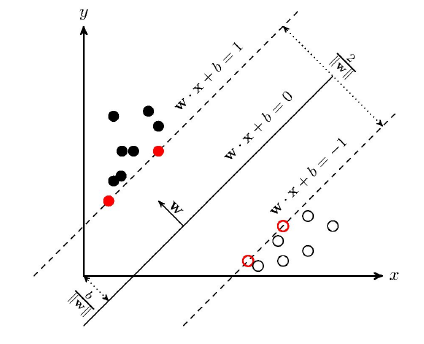 y
w · x + b = 1
2
‖w‖
w · x + b = 0
w · x + b = −1
w
x
b
‖w‖